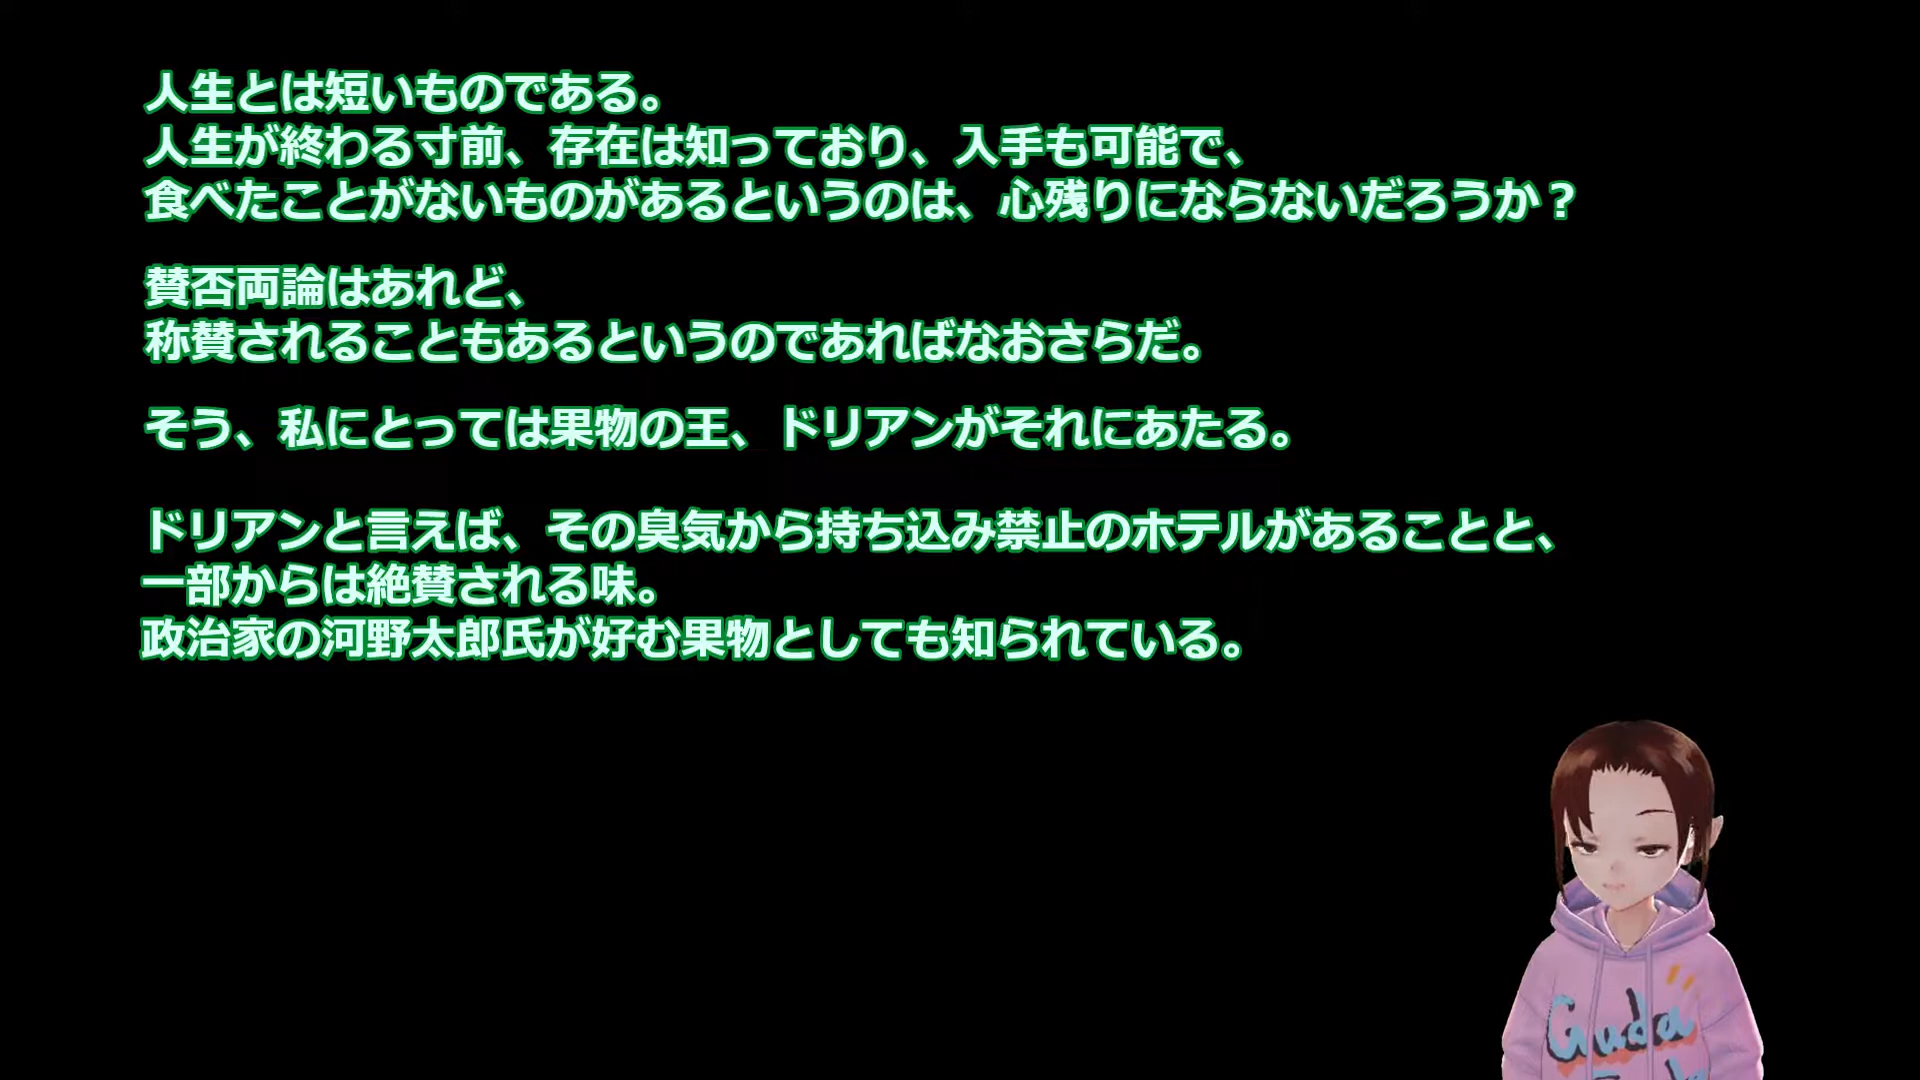 人生とは短いものである。
人生が終わる寸前、存在は知っており、入手も可能で、
食べたことがないものがあるというのは、心残りにならないだろうか？
賛否両論はあれど、
称賛されることもあるというのであればなおさらだ。
そう、私にとっては果物の王、ドリアンがそれにあたる。
ドリアンと言えば、その臭気から持ち込み禁止のホテルがあることと、
一部からは絶賛される味。
政治家の河野太郎氏が好む果物としても知られている。
Guda